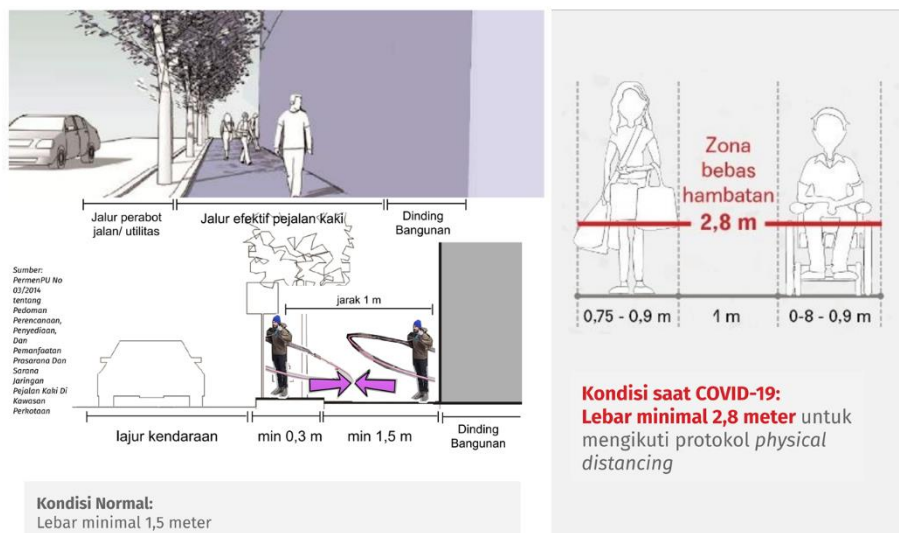 Jalur perabot
jalan/ utilitas
Jalur efektif pejalan kaki
Dinding
Bangunan
Sumber:
PermenPU No
03/2014
tentang
Pedoman
Perencanaan,
Penyediaan,
Dan
Pemanfaatan
Prasarana Dan
Sarana
Jaringan
Pejalan Kaki Di
Kawasan
Perkotaan
jarak 1 m
lajur kendaraan
min 0,3 m
min 1,5 m
Dinding
Bangunan
Kondisi Normal:
Lebar minimal 1,5 meter
Zona
bebas
hambatan
2,8 m
0,75 - 0,9 m
1 m
0-8 - 0,9 m
Kondisi saat COVID-19:
Lebar minimal 2,8 meter untuk
mengikuti protokol physical
distancing